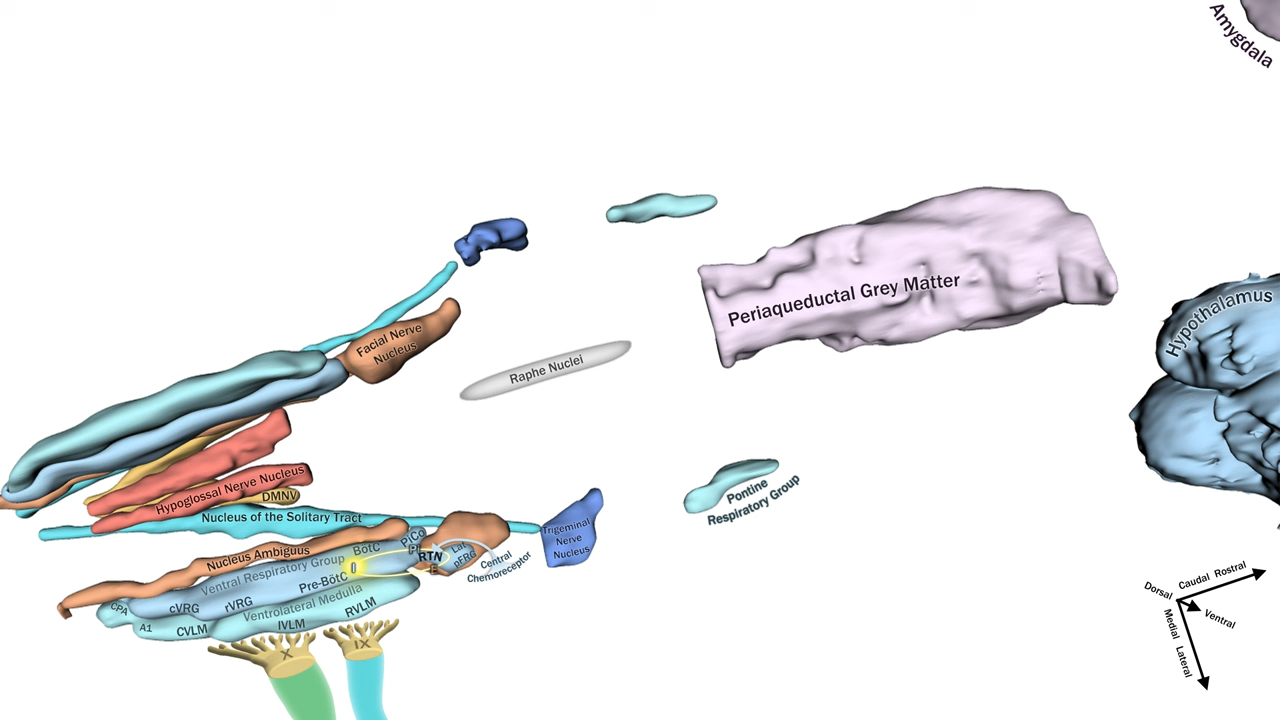 Amygdala
Periaqueductal Grey Matter
Hypothalamus
Facial Nerve
Nucleus
Raphe Nuclei
Hypoglossal Nerve Nucleus
DMNV
Nucleus of the Solitary Tract
Pontine
Respiratory Group
Trigeminal
Nerve
Nucleus
Nucleus Ambiguus
BötC
PiCo
RTN
Lat
pFRG
Central
Chemoreceptor
Ventral Respiratory Group
Pre-BötC
I
E
cVRG
rVRG
CPA
A1
CVLM
Ventrolateral Medulla
IVLM
RVLM
X
IX
Dorsal
Caudal Rostral
Ventral
Medial Lateral